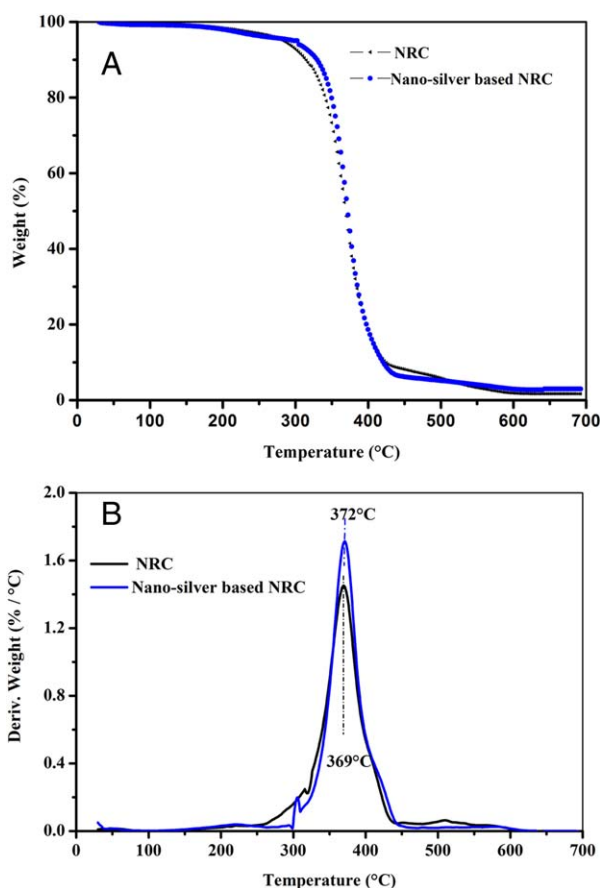 A
NRC
Nano-silver based NRC
Weight (%)
100
80
60
40
20
0
0 100 200 300 400 500 600 700
Temperature (°C)
B
372°C
NRC
Nano-silver based NRC
369°C
Deriv. Weight (% / °C)
2.0
1.6
1.2
0.8
0.4
0.0
0 100 200 300 400 500 600 700
Temperature (°C)